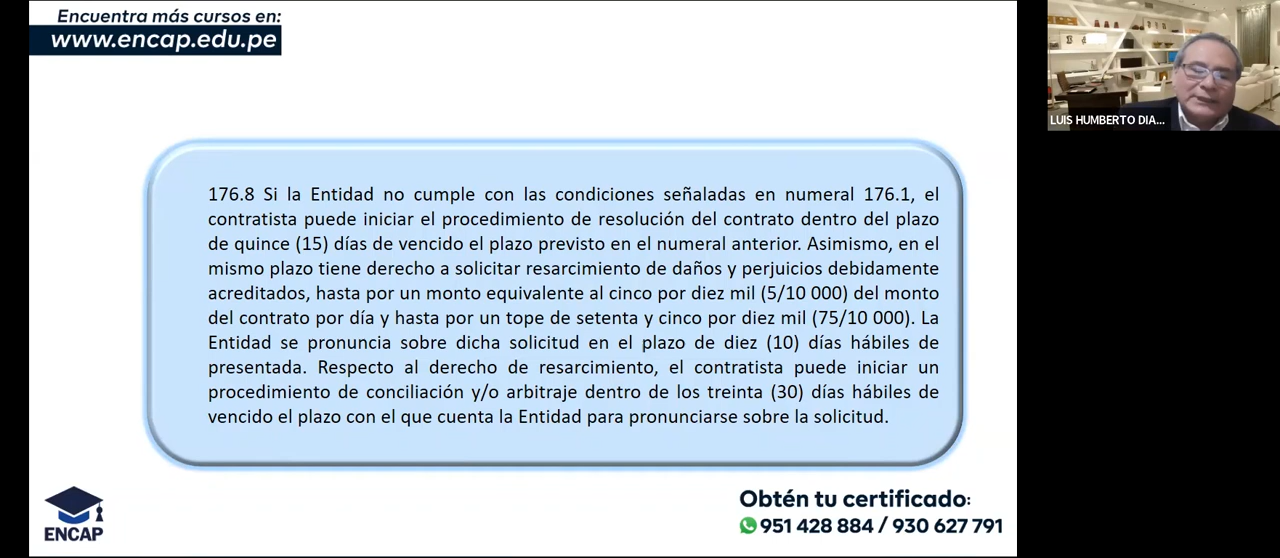 Encuentra más cursos en:
www.encap.edu.pe
LUIS HUMBERTO DIA...
176.8 Si la Entidad no cumple con las condiciones señaladas en numeral 176.1, el
contratista puede iniciar el procedimiento de resolución del contrato dentro del plazo
de quince (15) días de vencido el plazo previsto en el numeral anterior. Asimismo, en el
mismo plazo tiene derecho a solicitar resarcimiento de daños y perjuicios debidamente
acreditados, hasta por un monto equivalente al cinco por diez mil (5/10 000) del monto
del contrato por día y hasta por un tope de setenta y cinco por diez mil (75/10 000). La
Entidad se pronuncia sobre dicha solicitud en el plazo de diez (10) días hábiles de
presentada. Respecto al derecho de resarcimiento, el contratista puede iniciar un
procedimiento de conciliación y/o arbitraje dentro de los treinta (30) días hábiles de
vencido el plazo con el que cuenta la Entidad para pronunciarse sobre la solicitud.
ENCAP
Obtén tu certificado:
951 428 884 / 930 627 791